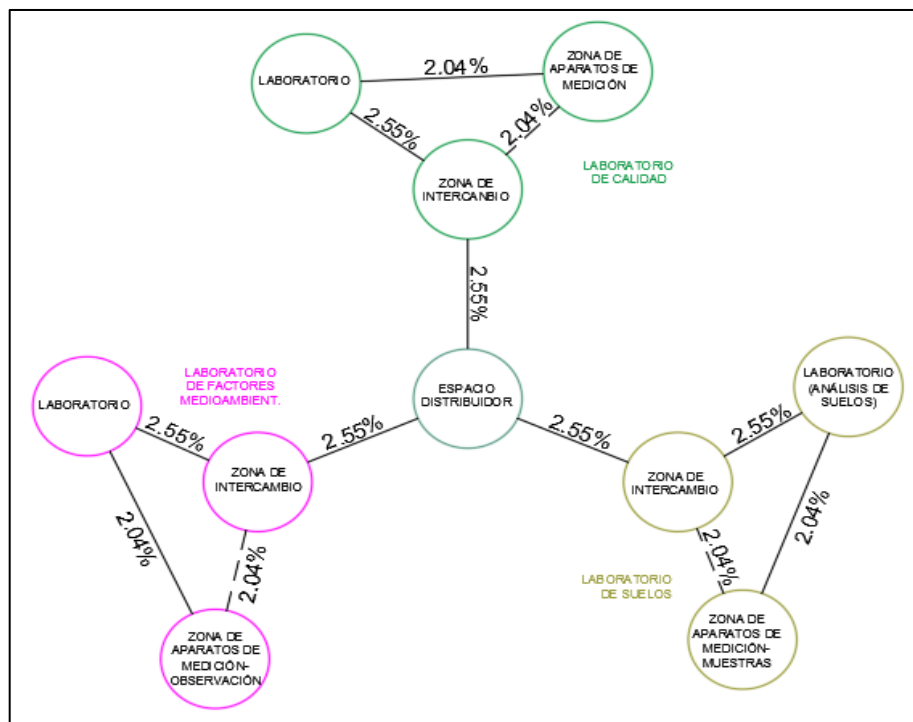 LABORATORIO
2.04%
ZONA DE
APARATOS DE
MEDICIÓN
2.55%
2.04%
ZONA DE
INTERCANBIO
LABORATORIO
DE CALIDAD
2.55%
ESPACIO
DISTRIBUIDOR
LABORATORIO
DE FACTORES
MEDIOAMBIENT.
LABORATORIO
2.55%
2.55%
ZONA DE
INTERCAMBIO
2.04%
2.04%
ZONA DE
APARATOS DE
MEDICIÓN-
OBSERVACIÓN
2.55%
LABORATORIO
(ANÁLISIS DE
SUELOS)
2.55%
ZONA DE
INTERCAMBIO
2.04%
2.04%
LABORATORIO
DE SUELOS
ZONA DE
APARATOS DE
MEDICIÓN-
MUESTRAS